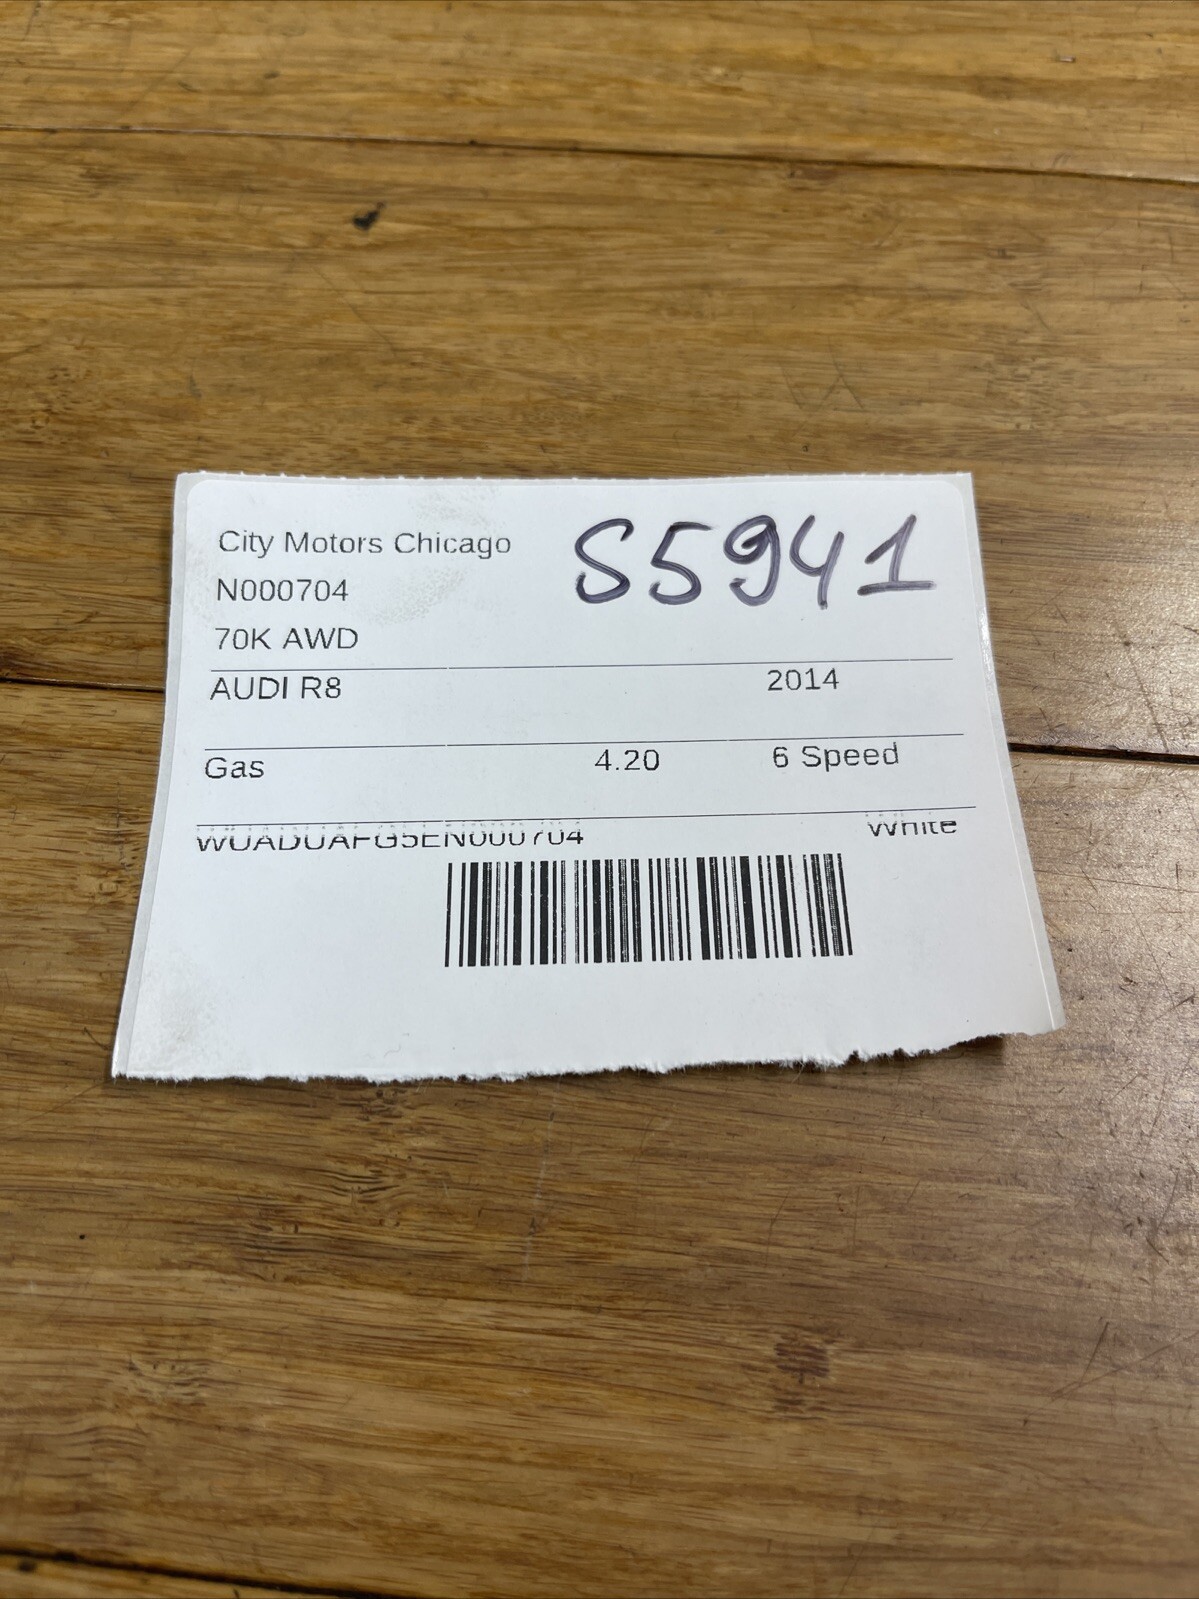 City Motors Chicago
S5941
N000704
70K AWD
AUDI R8 2014
Gas 4.20 6 Speed
WUADUAFG5EN000704 White